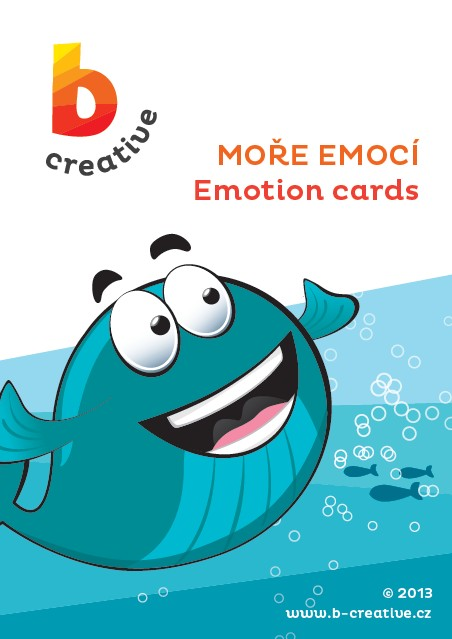 b
creative
MOŘE EMOCÍ
Emotion cards
© 2013
www.b-creative.cz